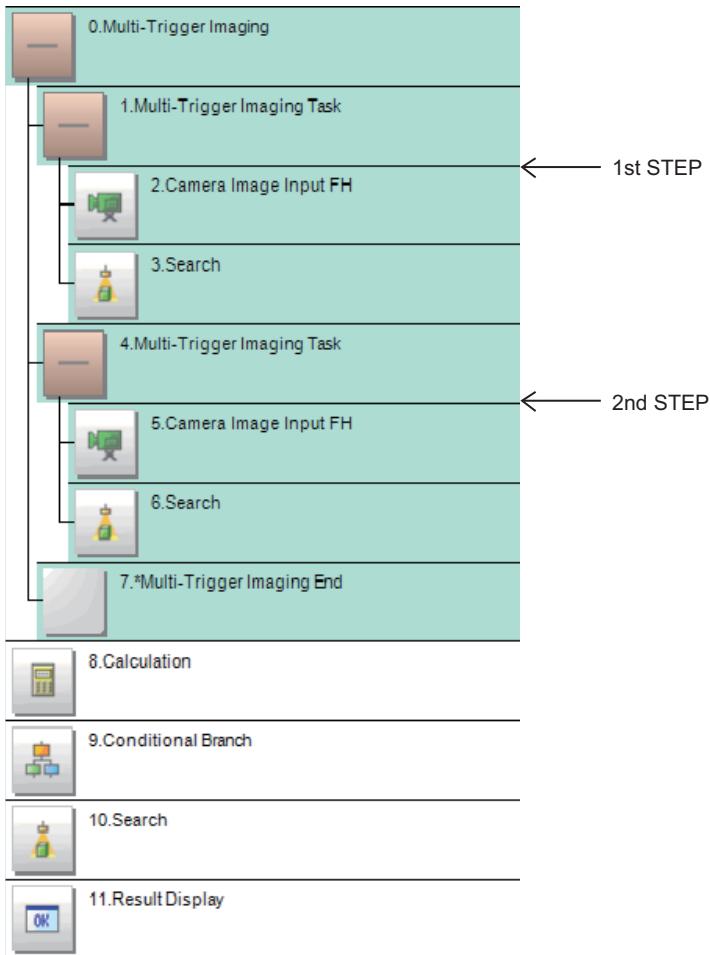 0.Multi-Trigger Imaging
1.Multi-Trigger Imaging Task
1st STEP
2.Camera Image Input FH
3.Search
4.Multi-Trigger Imaging Task
2nd STEP
5.Camera Image Input FH
6.Search
7.*Multi-Trigger Imaging End
8.Calculation
9.Conditional Branch
10.Search
11.Result Display
OK